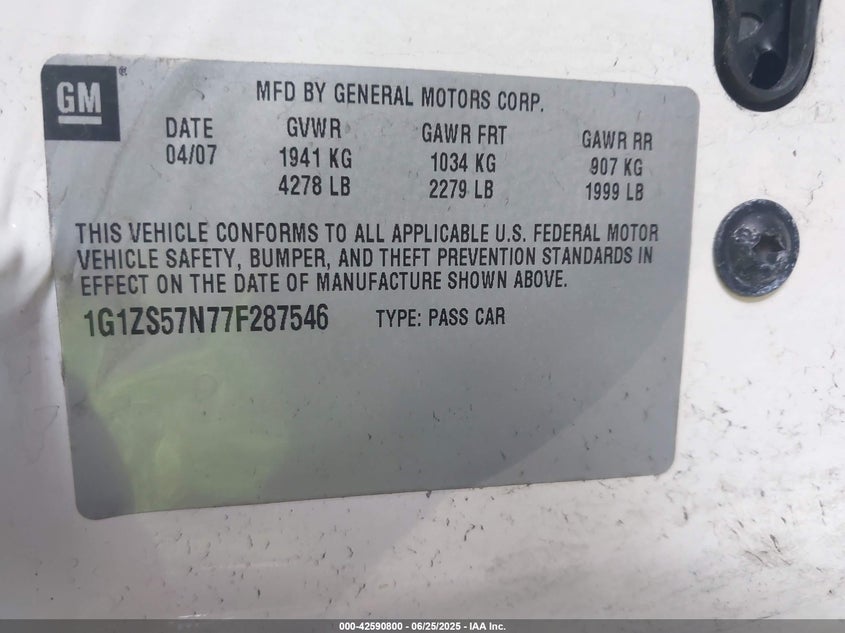 GM
MFD BY GENERAL MOTORS CORP.
DATE GVWR GAWR FRT GAWR RR
04/07 1941 KG 1034 KG 907 KG
4278 LB 2279 LB 1999 LB
THIS VEHICLE CONFORMS TO ALL APPLICABLE U.S. FEDERAL MOTOR
VEHICLE SAFETY, BUMPER, AND THEFT PREVENTION STANDARDS IN
EFFECT ON THE DATE OF MANUFACTURE SHOWN ABOVE.
1G1ZS57N77F287546 TYPE: PASS CAR
000-42590800 - 06/25/2025 - IAA Inc.